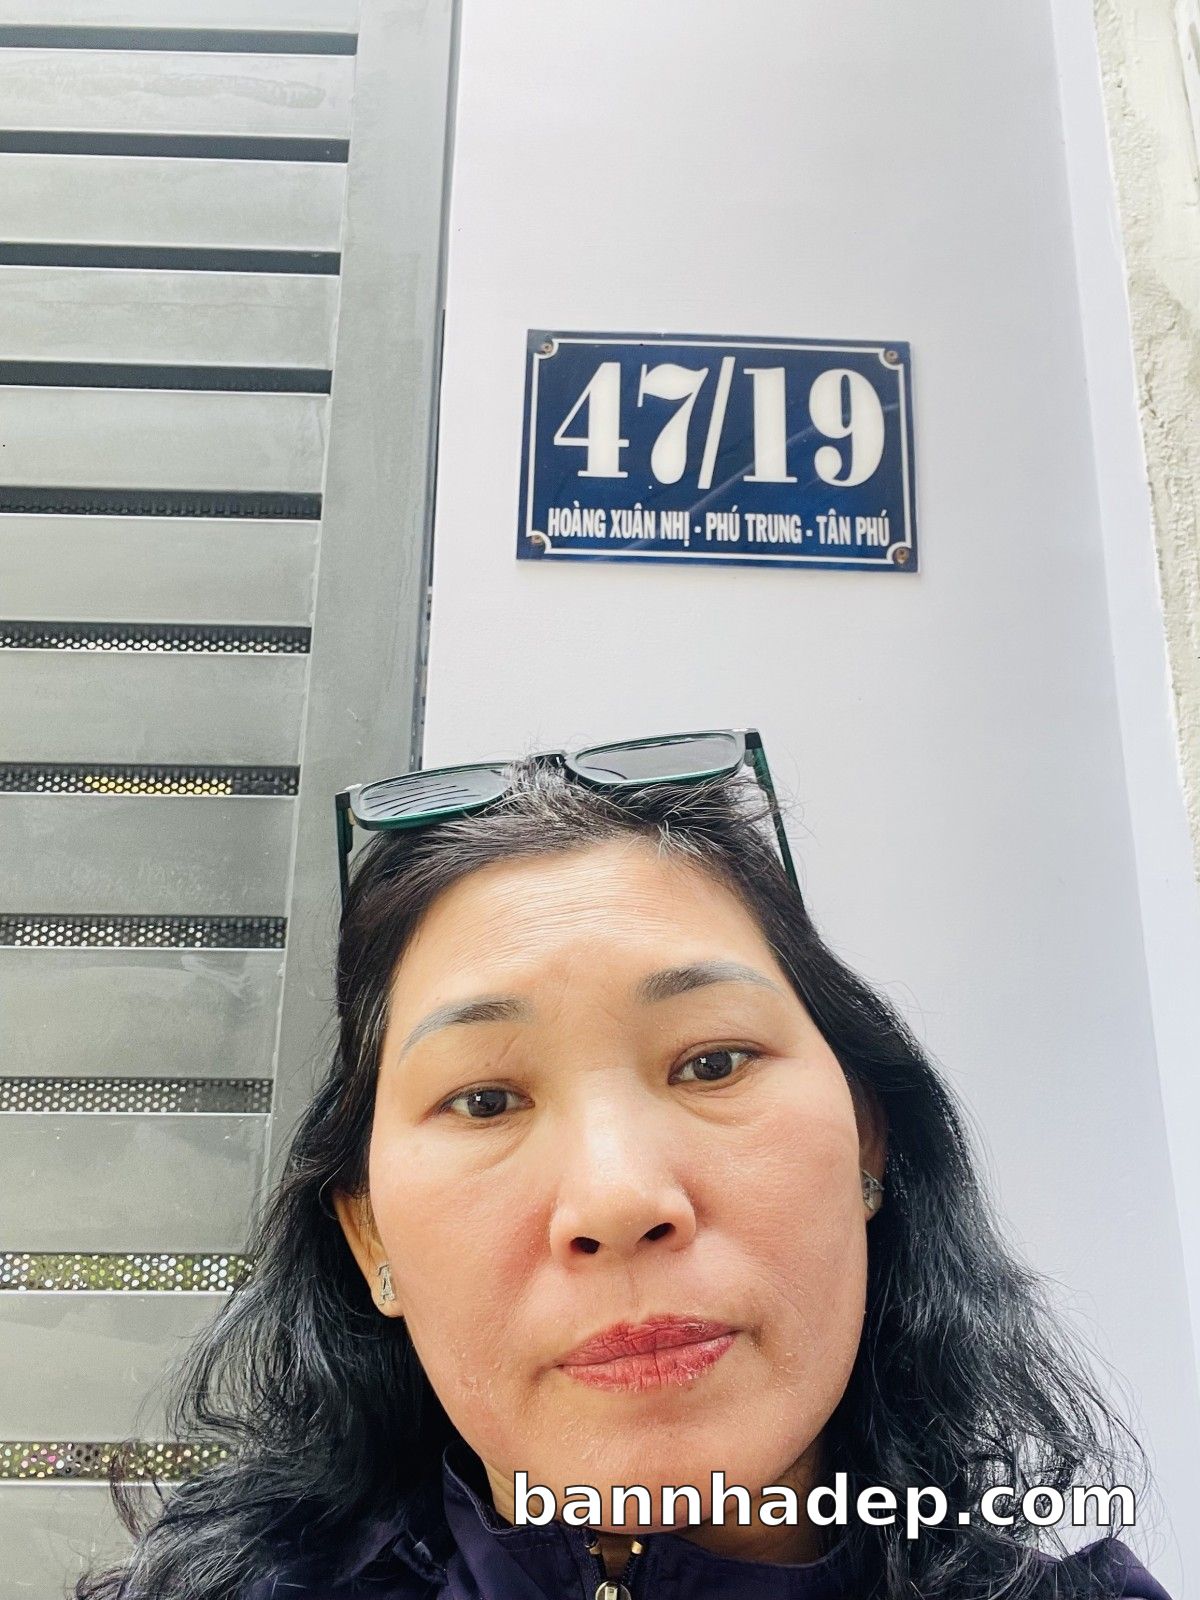 47/19
HOÀNG XUÂN NHỊ - PHÚ TRUNG - TÂN PHÚ
bannhadep.com